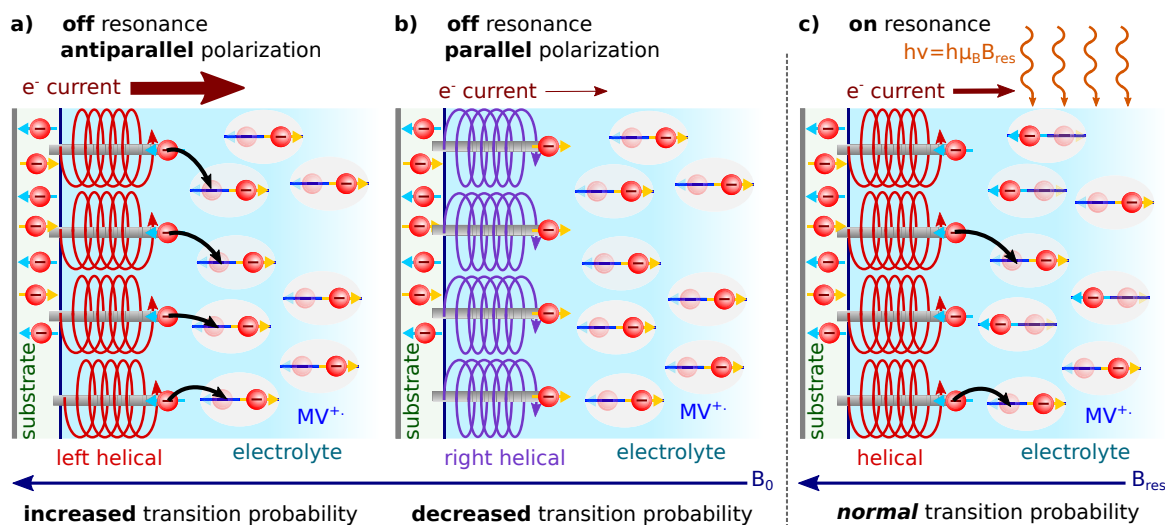 a) off resonance
antiparallel polarization
e⁻ current
substrate
MV⁺·
left helical
electrolyte
increased transition probability
b) off resonance
parallel polarization
e⁻ current
substrate
MV⁺·
right helical
electrolyte
B₀
decreased transition probability
c) on resonance
hν=hμ_BB_res
e⁻ current
substrate
MV⁺·
helical
electrolyte
B_res
normal transition probability